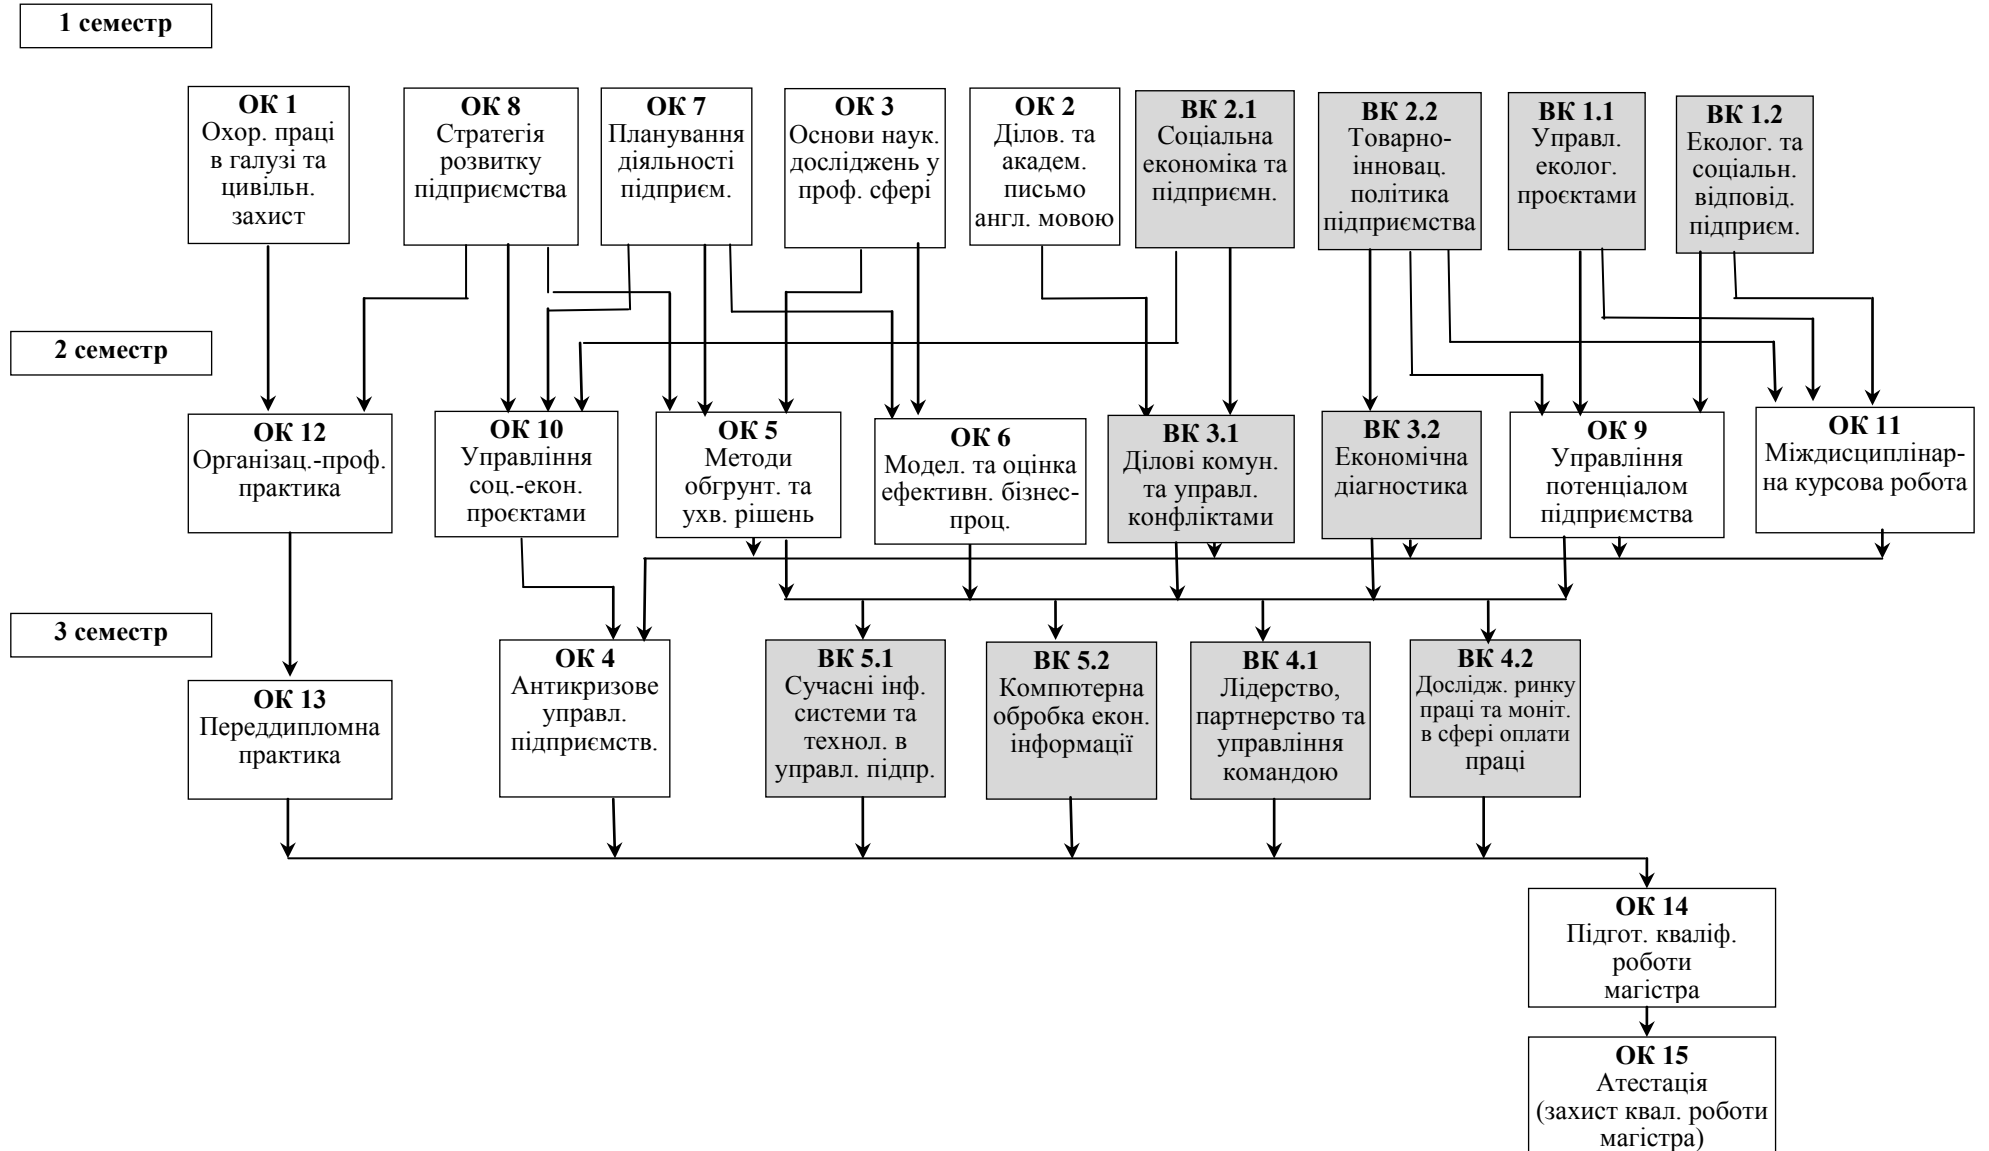 1 семестр
ОК 1
Охор. праці
в галузі та
цивільн.
захист
ОК 8
Стратегія
розвитку
підприємства
ОК 7
Планування
діяльності
підприєм.
ОК 3
Основи наук.
досліджень у
проф. сфері
ОК 2
Ділов. та
академ.
письмо
англ. мовою
ВК 2.1
Соціальна
економіка та
підприємн.
ВК 2.2
Товарно-
інновац.
політика
підприємства
ВК 1.1
Управл.
еколог.
проєктами
ВК 1.2
Еколог. та
соціальн.
відповід.
підприєм.
2 семестр
ОК 12
Організац.-проф.
практика
ОК 10
Управління
соц.-екон.
проєктами
ОК 5
Методи
обгрунт. та
ухв. рішень
ОК 6
Модел. та оцінка
ефективн. бізнес-
проц.
ВК 3.1
Ділові комун.
та управл.
конфліктами
ВК 3.2
Економічна
діагностика
ОК 9
Управління
потенціалом
підприємства
ОК 11
Міждисциплінар-
на курсова робота
3 семестр
ОК 13
Переддипломна
практика
ОК 4
Антикризове
управл.
підприємств.
ВК 5.1
Сучасні інф.
системи та
технол. в
управл. підпр.
ВК 5.2
Компютерна
обробка екон.
інформації
ВК 4.1
Лідерство,
партнерство та
управління
командою
ВК 4.2
Дослідж. ринку
праці та моніт.
в сфері оплати
праці
ОК 14
Підгот. кваліф.
роботи
магістра
ОК 15
Атестація
(захист квал. роботи
магістра)